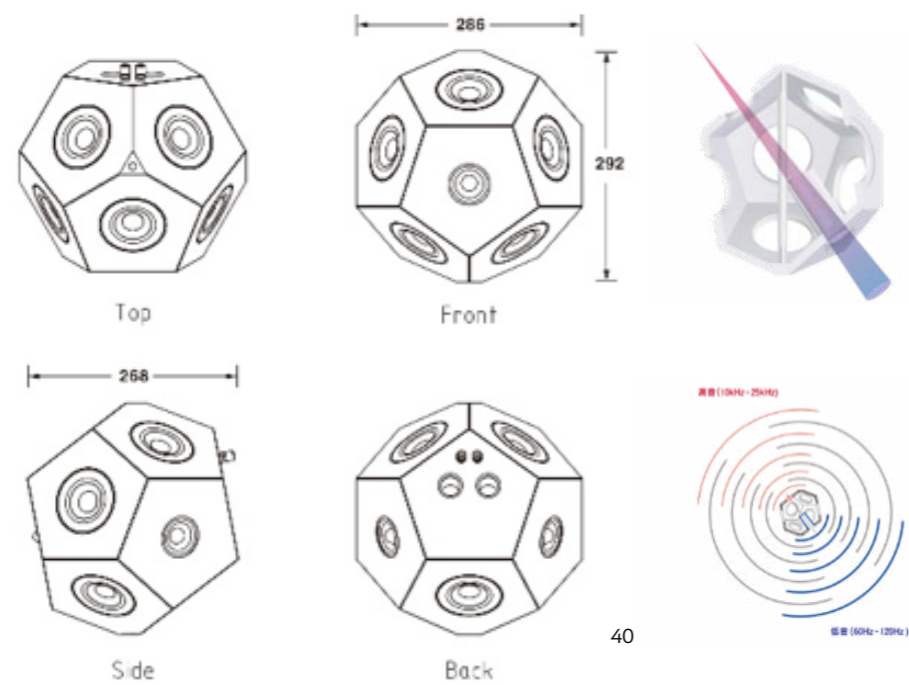 286
292
Top
Front
268
高音(10kHz-25kHz)
40
低音(60Hz-120Hz)
Side
Back